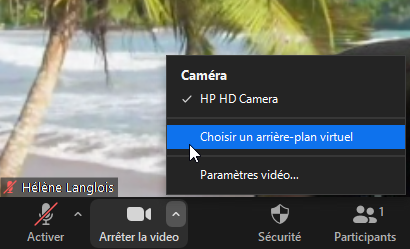 Caméra
HP HD Camera
Choisir un arrière-plan virtuel
Paramètres vidéo...
Hélène Langlois
1
Activer
Arrêter la video
Sécurité
Participants